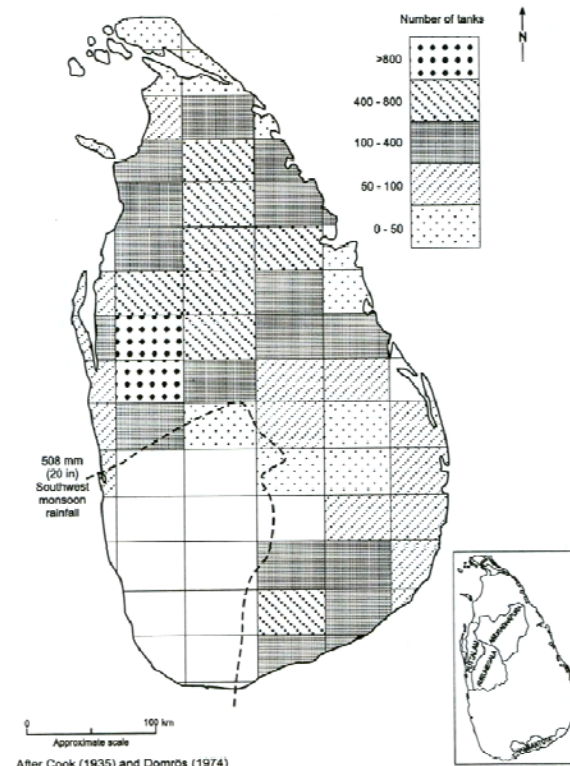 Number of tanks
N
>800
400 - 800
100 - 400
50 - 100
0 - 50
508 mm
(20 in)
Southwest
monsoon
rainfall
0
100 km
Approximate scale
After Cook (1935) and Domrös (1974)